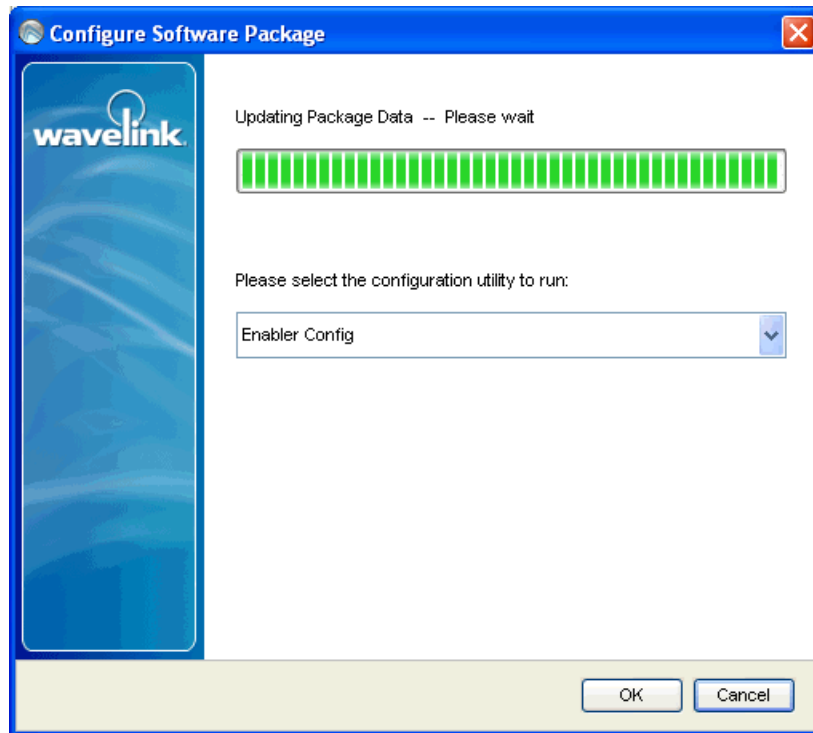 Configure Software Package
wavelink.
Updating Package Data -- Please wait
Please select the configuration utility to run:
Enabler Config
OK
Cancel